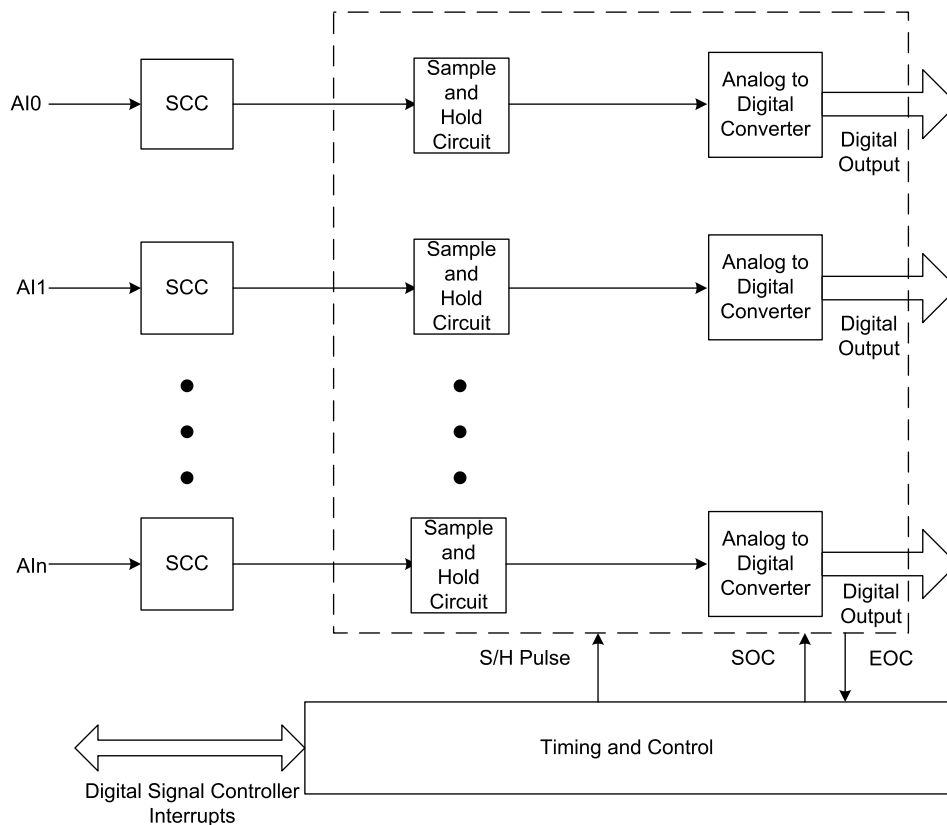 AI0
SCC
Sample
and
Hold
Circuit
Analog to
Digital
Converter
Digital
Output
AI1
SCC
Sample
and
Hold
Circuit
Analog to
Digital
Converter
Digital
Output
AIn
SCC
Sample
and
Hold
Circuit
Analog to
Digital
Converter
Digital
Output
S/H Pulse
SOC
EOC
Timing and Control
Digital Signal Controller
Interrupts